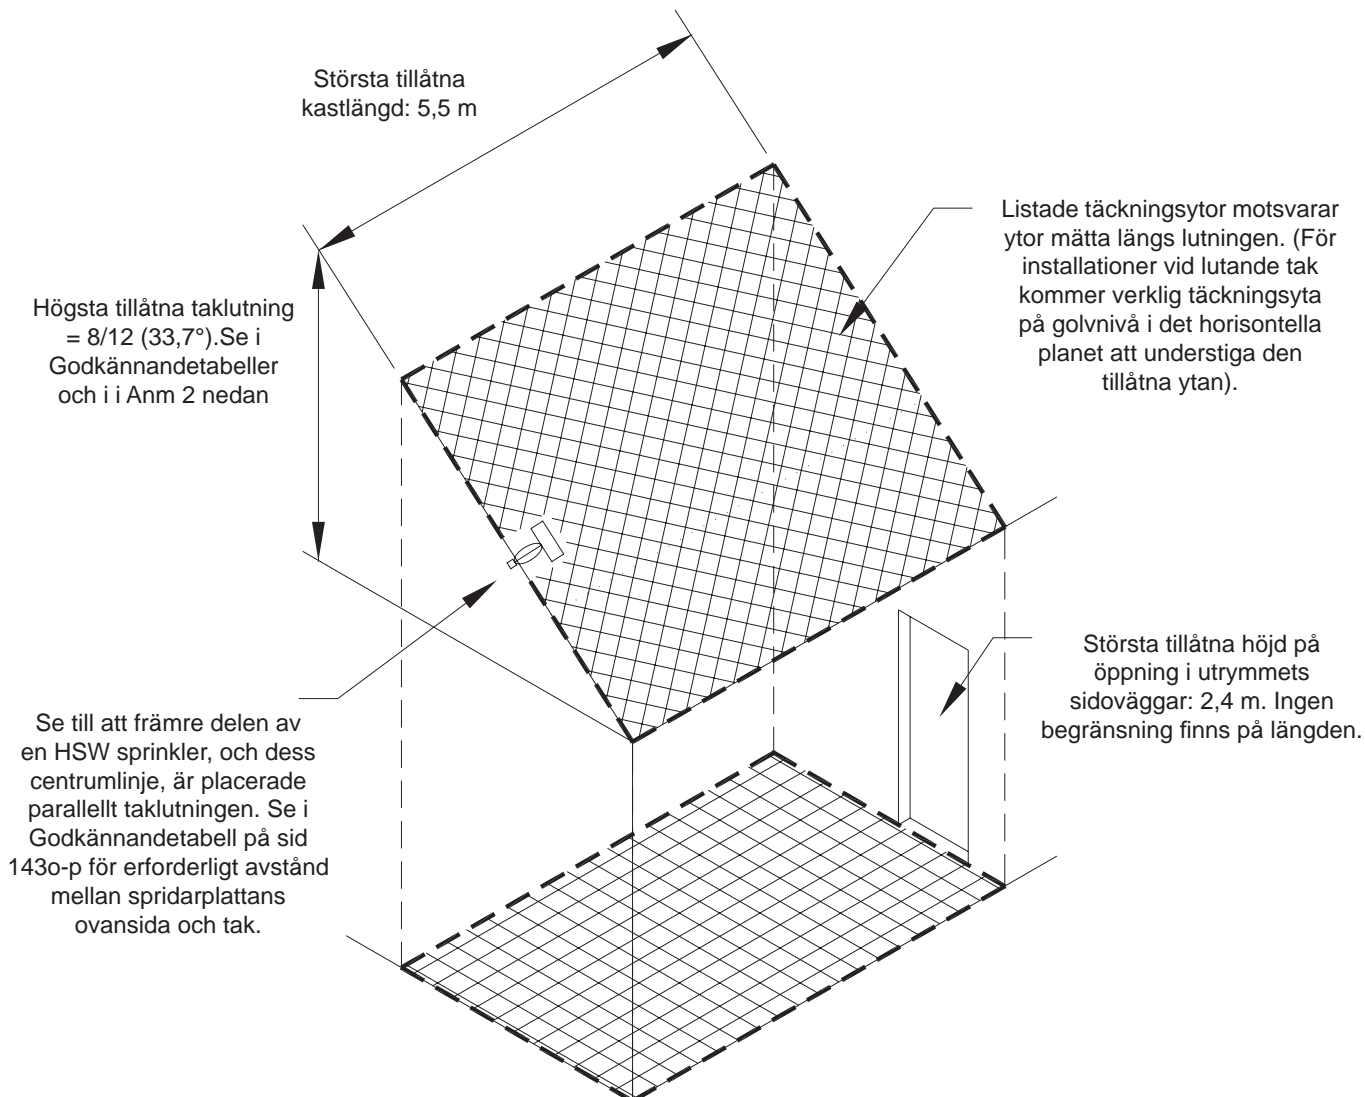 Största tillåtna
kastlängd: 5,5 m
Högsta tillåtna taklutning
= 8/12 (33,7°).Se i
Godkännandetabeller
och i i Anm 2 nedan
Listade täckningsytor motsvarar
ytor mätta längs lutningen. (För
installationer vid lutande tak
kommer verklig täckningsyta
på golvnivå i det horisontella
planet att understiga den
tillåtna ytan).
Största tillåtna höjd på
öppning i utrymmets
sidoväggar: 2,4 m. Ingen
begränsning finns på längden.
Se till att främre delen av
en HSW sprinkler, och dess
centrumlinje, är placerade
parallellt taklutningen. Se i
Godkännandetabell på sid
143o-p för erforderligt avstånd
mellan spridarplattans
ovansida och tak.